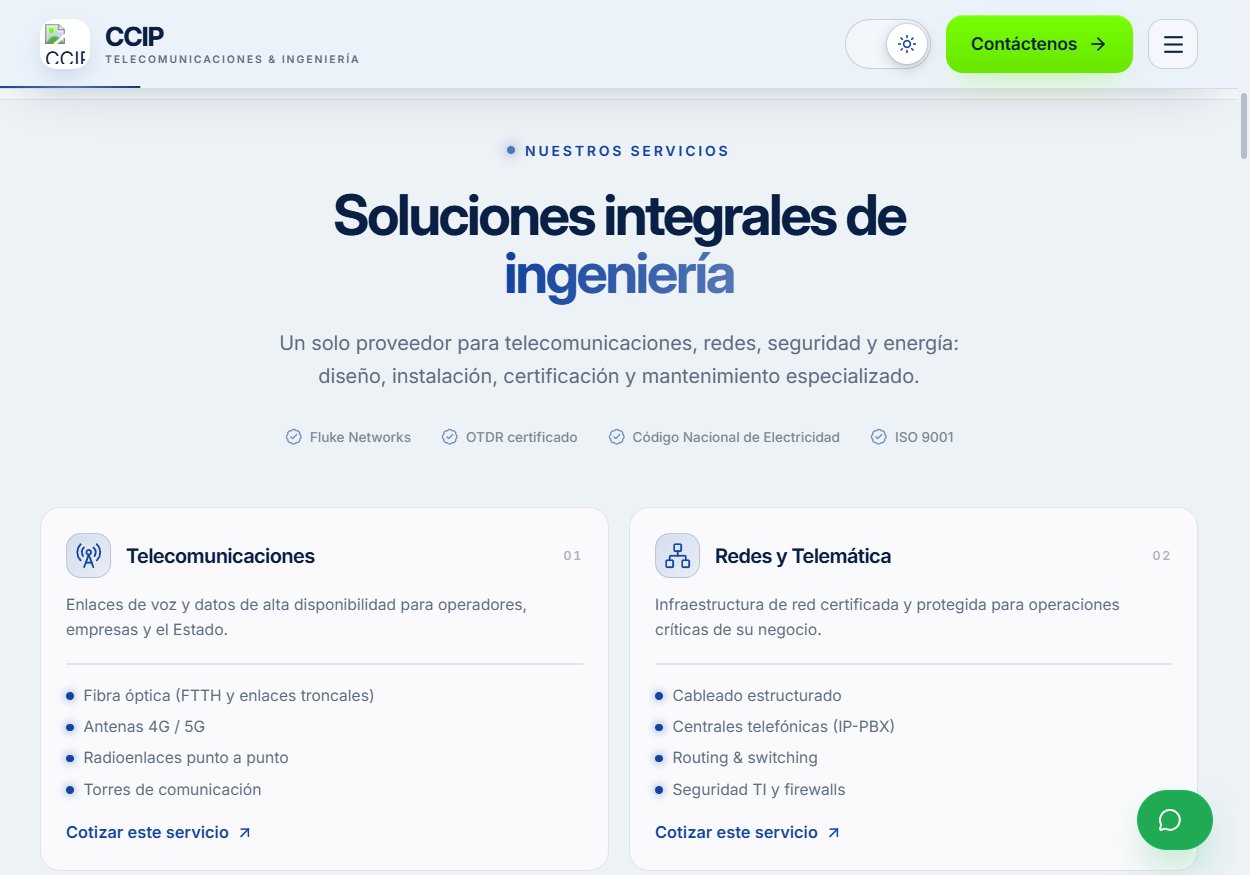 CCIP
CCIP
TELECOMUNICACIONES & INGENIERÍA
Contáctenos
NUESTROS SERVICIOS
Soluciones integrales de
ingeniería
Un solo proveedor para telecomunicaciones, redes, seguridad y energía:
diseño, instalación, certificación y mantenimiento especializado.
Fluke Networks
OTDR certificado
Código Nacional de Electricidad
ISO 9001
Telecomunicaciones
01
Enlaces de voz y datos de alta disponibilidad para operadores,
empresas y el Estado.
Fibra óptica (FTTH y enlaces troncales)
Antenas 4G / 5G
Radioenlaces punto a punto
Torres de comunicación
Cotizar este servicio
Redes y Telemática
02
Infraestructura de red certificada y protegida para operaciones
críticas de su negocio.
Cableado estructurado
Centrales telefónicas (IP-PBX)
Routing & switching
Seguridad TI y firewalls
Cotizar este servicio